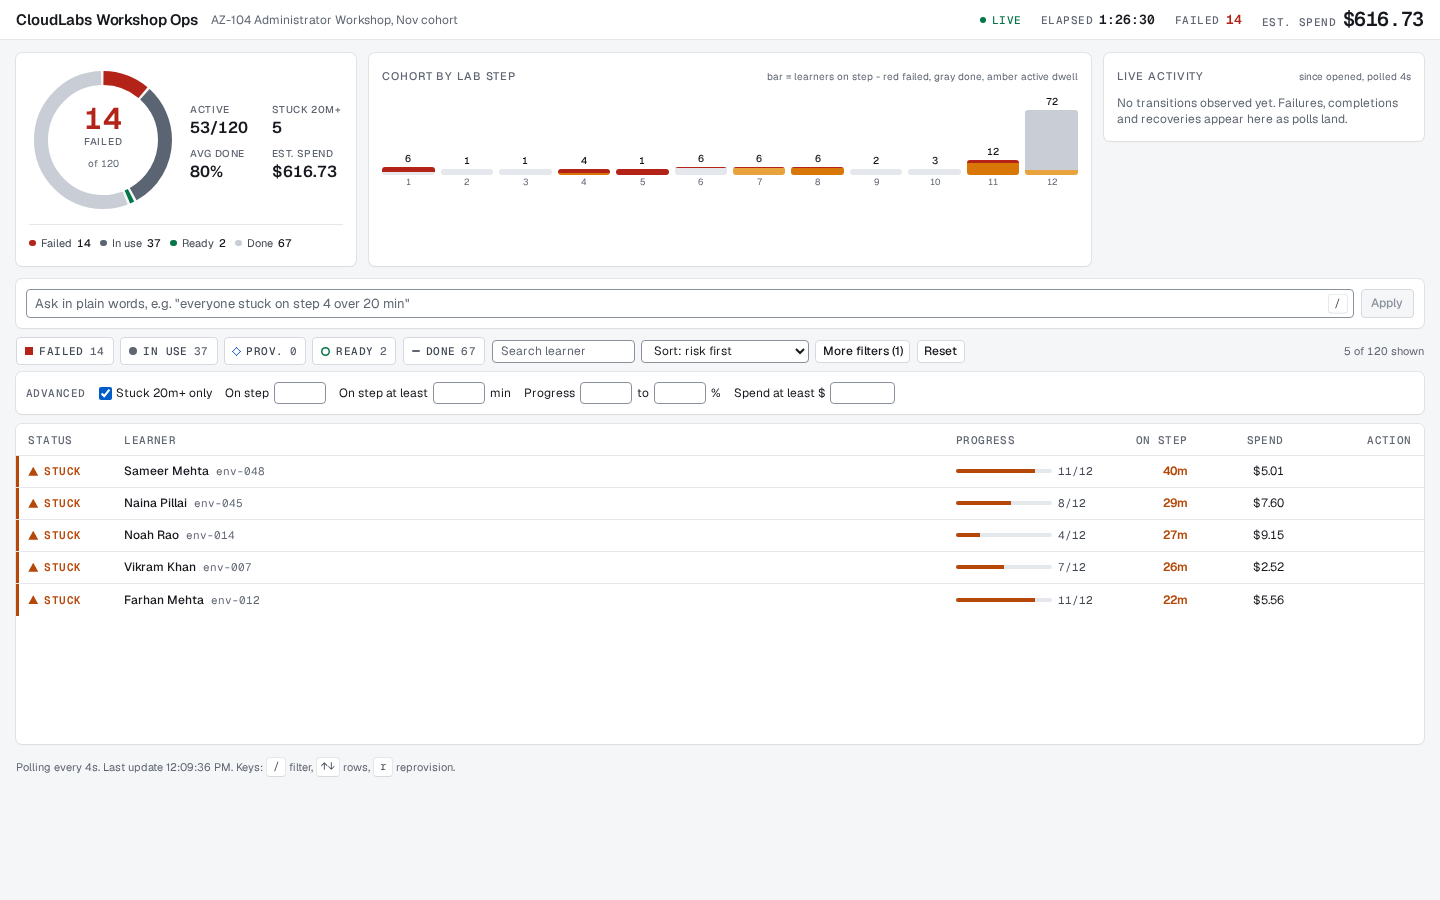 CloudLabs Workshop Ops AZ-104 Administrator Workshop, Nov cohort
LIVE ELAPSED 1:26:30 FAILED 14 EST. SPEND $616.73
14
FAILED
of 120
ACTIVE STUCK 20M+
53/120 5
AVG DONE EST. SPEND
80% $616.73
Failed 14 In use 37 Ready 2 Done 67
COHORT BY LAB STEP bar = learners on step - red failed, gray done, amber active dwell
6 1 1 4 1 6 6 6 2 3 12 72
1 2 3 4 5 6 7 8 9 10 11 12
LIVE ACTIVITY since opened, polled 4s
No transitions observed yet. Failures, completions
and recoveries appear here as polls land.
Ask in plain words, e.g. "everyone stuck on step 4 over 20 min" / Apply
FAILED 14 IN USE 37 PROV. 0 READY 2 DONE 67 Search learner Sort: risk first More filters (1) Reset 5 of 120 shown
ADVANCED Stuck 20m+ only On step On step at least min Progress to % Spend at least $
STATUS LEARNER PROGRESS ON STEP SPEND ACTION
STUCK Sameer Mehta env-048 11/12 40m $5.01
STUCK Naina Pillai env-045 8/12 29m $7.60
STUCK Noah Rao env-014 4/12 27m $9.15
STUCK Vikram Khan env-007 7/12 26m $2.52
STUCK Farhan Mehta env-012 11/12 22m $5.56
Polling every 4s. Last update 12:09:36 PM. Keys: / filter, ↑↓ rows, r reprovision.